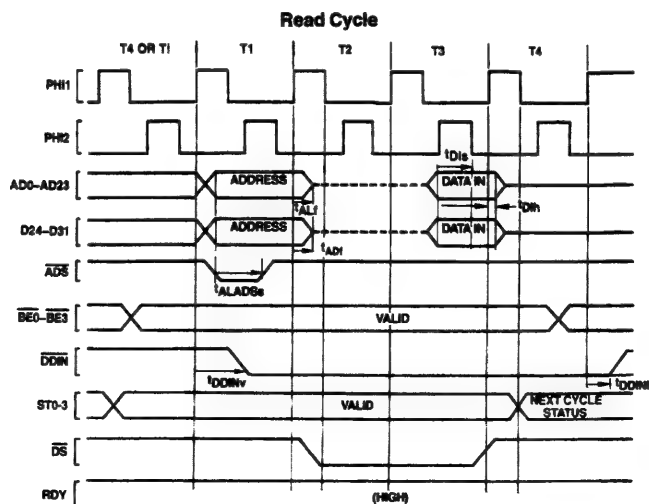 Read Cycle
T4 OR Ti T1 T2 T3 T4
PHI1
PHI2
tDIs
AD0–AD23 ADDRESS DATA IN
tALf tDIh
D24–D31 ADDRESS DATA IN
tADf
ADS
tALADSs
BE0–BE3 VALID
DDIN
tDDINv tDDINI
ST0-3 VALID NEXT CYCLE
STATUS
DS
RDY (HIGH)